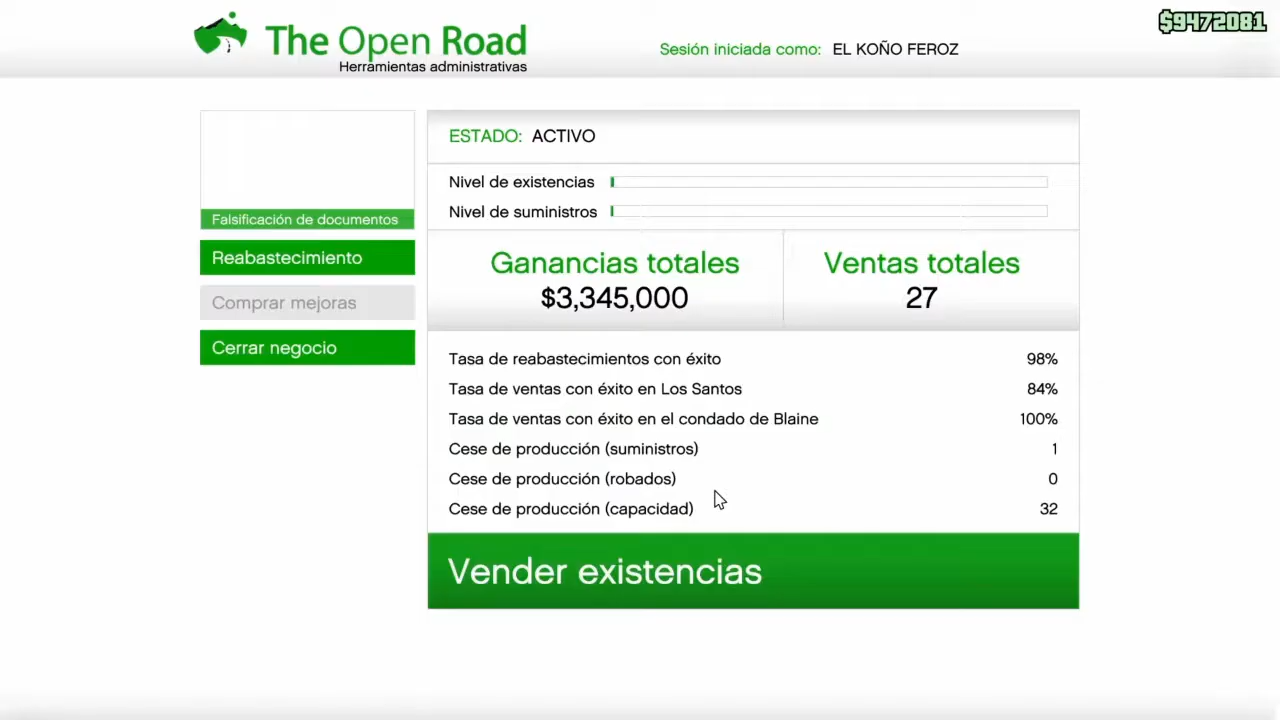 The Open Road
Herramientas administrativas
Sesión iniciada como: EL KOÑO FEROZ
$9472081
Falsificación de documentos
Reabastecimiento
Comprar mejoras
Cerrar negocio
ESTADO: ACTIVO
Nivel de existencias
Nivel de suministros
Ganancias totales
$3,345,000
Ventas totales
27
Tasa de reabastecimientos con éxito 98%
Tasa de ventas con éxito en Los Santos 84%
Tasa de ventas con éxito en el condado de Blaine 100%
Cese de producción (suministros) 1
Cese de producción (robados) 0
Cese de producción (capacidad) 32
Vender existencias